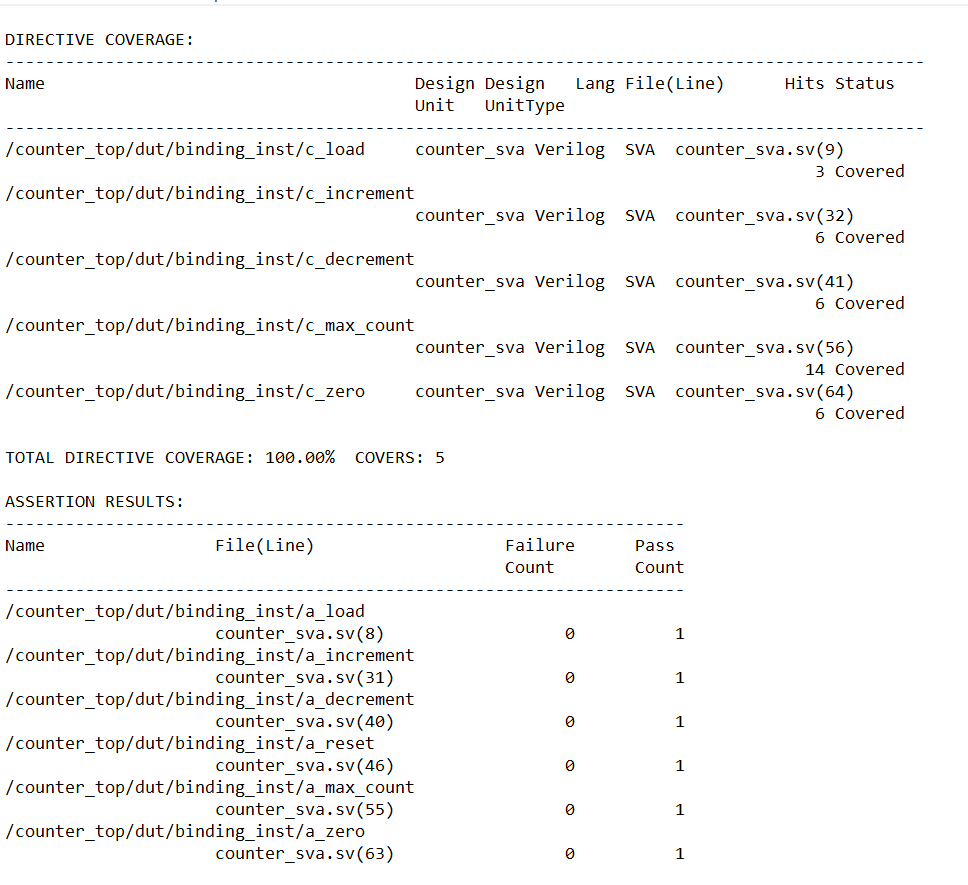 DIRECTIVE COVERAGE:
--------------------------------------------------------------------------------------------
Name                                     Design Design   Lang File(Line)      Hits Status
                                         Unit   UnitType
--------------------------------------------------------------------------------------------
/counter_top/dut/binding_inst/c_load     counter_sva Verilog  SVA  counter_sva.sv(9)
                                                                                 3 Covered
/counter_top/dut/binding_inst/c_increment
                                         counter_sva Verilog  SVA  counter_sva.sv(32)
                                                                                 6 Covered
/counter_top/dut/binding_inst/c_decrement
                                         counter_sva Verilog  SVA  counter_sva.sv(41)
                                                                                 6 Covered
/counter_top/dut/binding_inst/c_max_count
                                         counter_sva Verilog  SVA  counter_sva.sv(56)
                                                                                14 Covered
/counter_top/dut/binding_inst/c_zero     counter_sva Verilog  SVA  counter_sva.sv(64)
                                                                                 6 Covered
TOTAL DIRECTIVE COVERAGE: 100.00%  COVERS: 5
ASSERTION RESULTS:
--------------------------------------------------------------------
Name                 File(Line)                   Failure      Pass
                                                  Count        Count
--------------------------------------------------------------------
/counter_top/dut/binding_inst/a_load
                     counter_sva.sv(8)                  0          1
/counter_top/dut/binding_inst/a_increment
                     counter_sva.sv(31)                 0          1
/counter_top/dut/binding_inst/a_decrement
                     counter_sva.sv(40)                 0          1
/counter_top/dut/binding_inst/a_reset
                     counter_sva.sv(46)                 0          1
/counter_top/dut/binding_inst/a_max_count
                     counter_sva.sv(55)                 0          1
/counter_top/dut/binding_inst/a_zero
                     counter_sva.sv(63)                 0          1